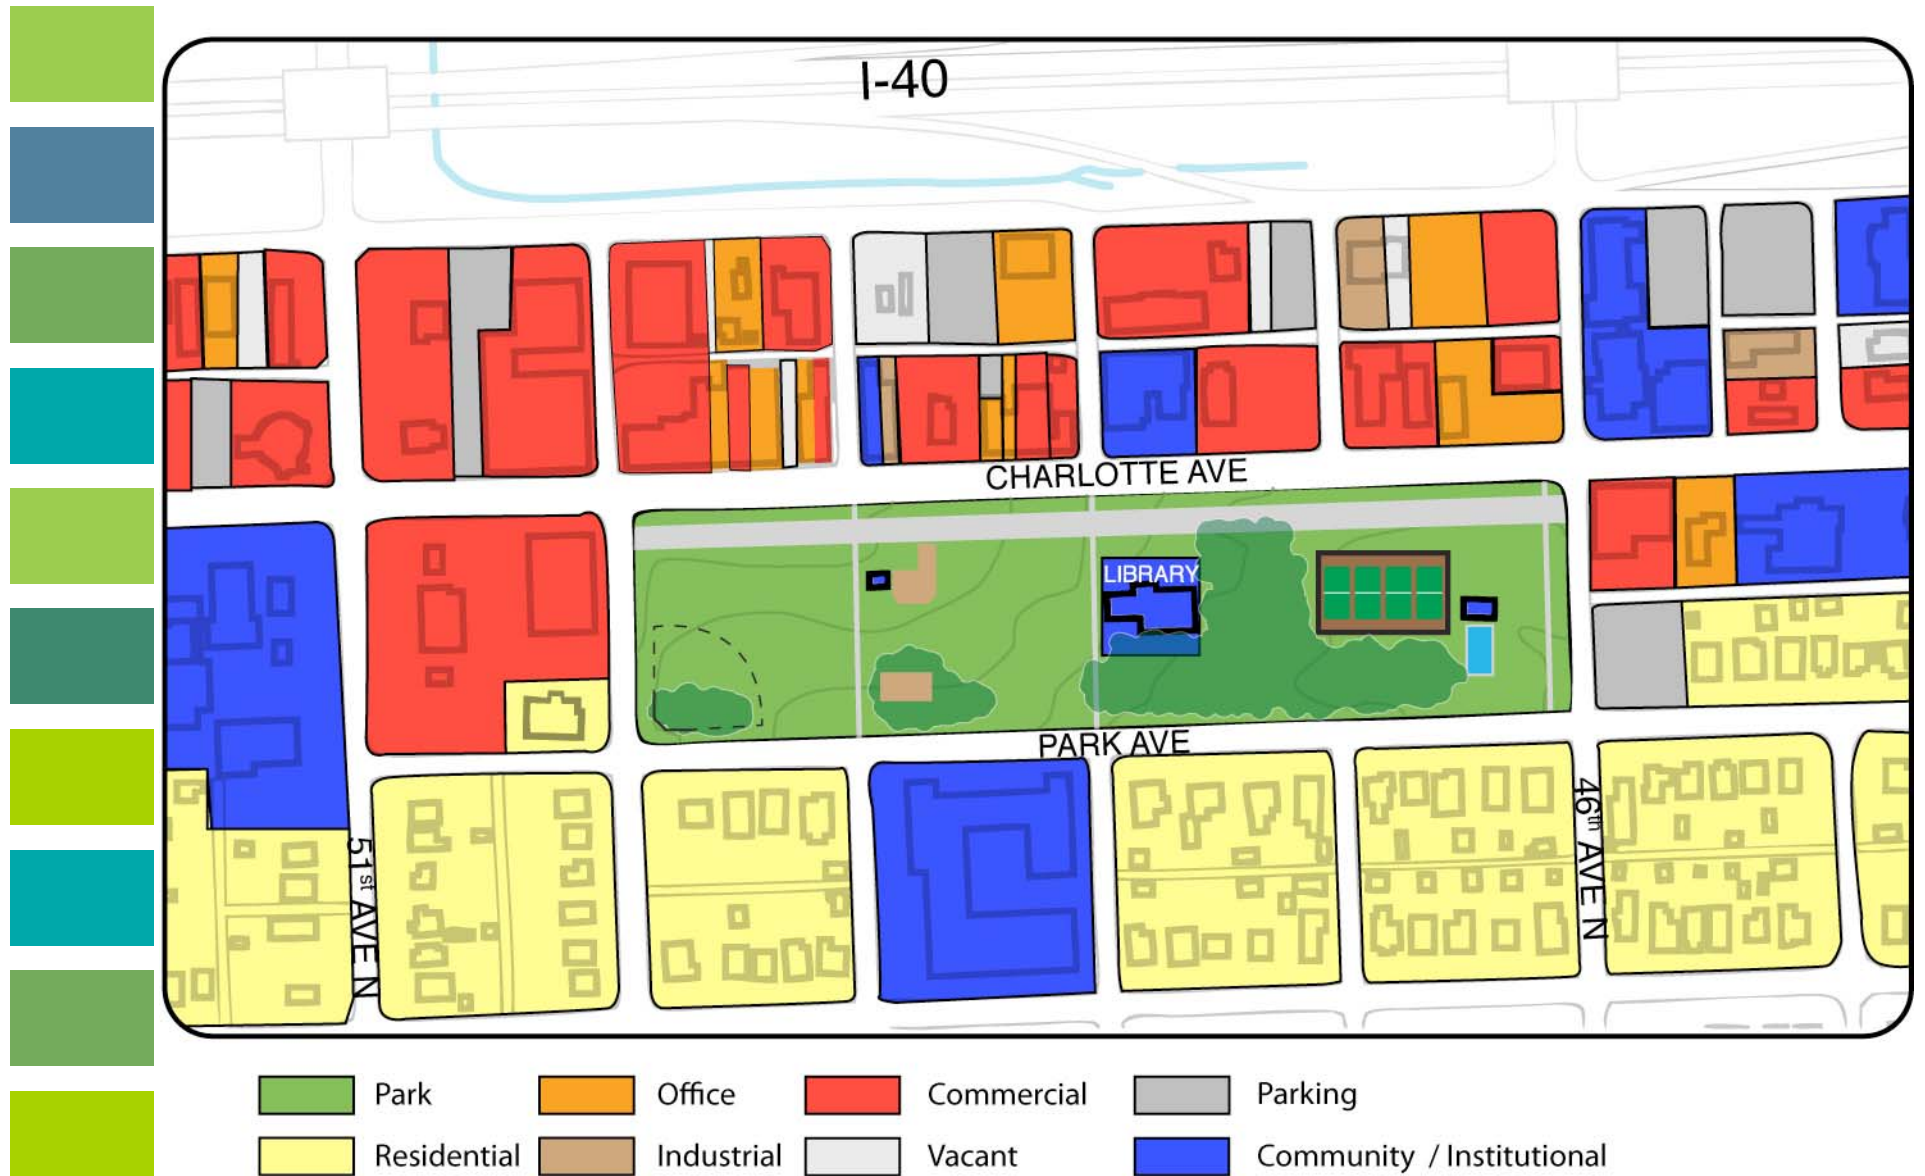 I-40
CHARLOTTE AVE
LIBRARY
PARK AVE
51st AVE N
46th AVE N
Park
Office
Commercial
Parking
Residential
Industrial
Vacant
Community / Institutional